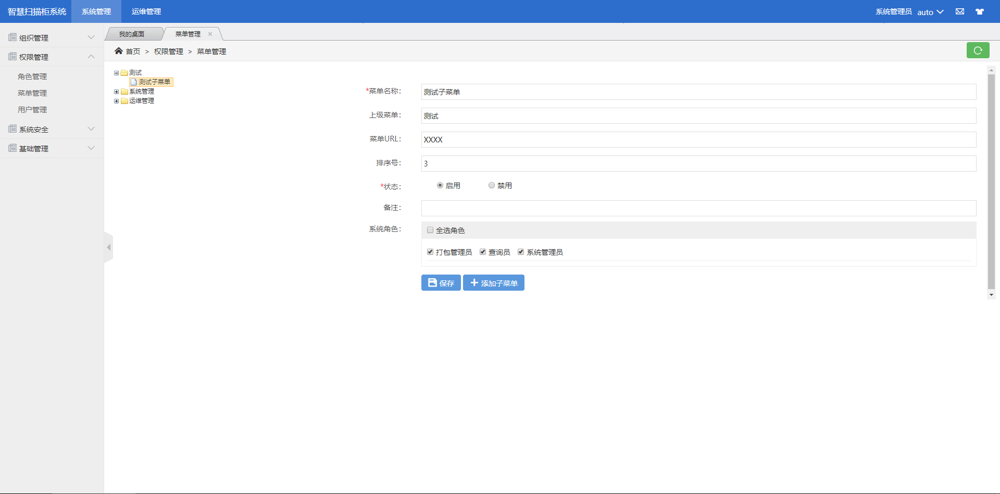 智慧扫描柜系统 系统管理 运维管理 系统管理员 auto
组织管理
权限管理
角色管理
菜单管理
用户管理
系统安全
基础管理
我的桌面 菜单管理
首页 > 权限管理 > 菜单管理
测试
测试子菜单
系统管理
运维管理
*菜单名称： 测试子菜单
上级菜单： 测试
菜单URL： XXXX
排序号： 3
*状态： 启用 禁用
备注：
系统角色： 全选角色
打包管理员 查询员 系统管理员
保存 添加子菜单